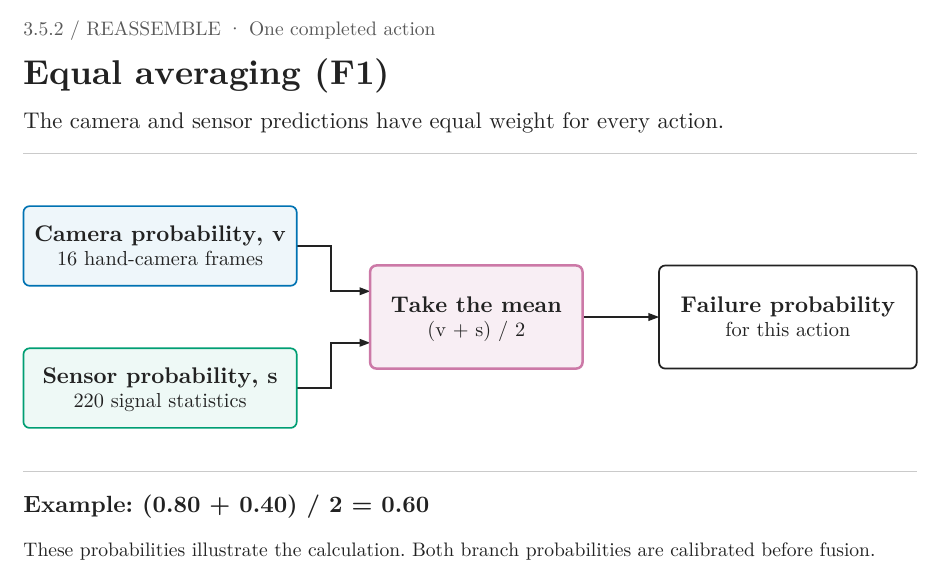 3.5.2 / REASSEMBLE · One completed action
Equal averaging (F1)
The camera and sensor predictions have equal weight for every action.
Camera probability, v
16 hand-camera frames
Sensor probability, s
220 signal statistics
Take the mean
(v + s) / 2
Failure probability
for this action
Example: (0.80 + 0.40) / 2 = 0.60
These probabilities illustrate the calculation. Both branch probabilities are calibrated before fusion.